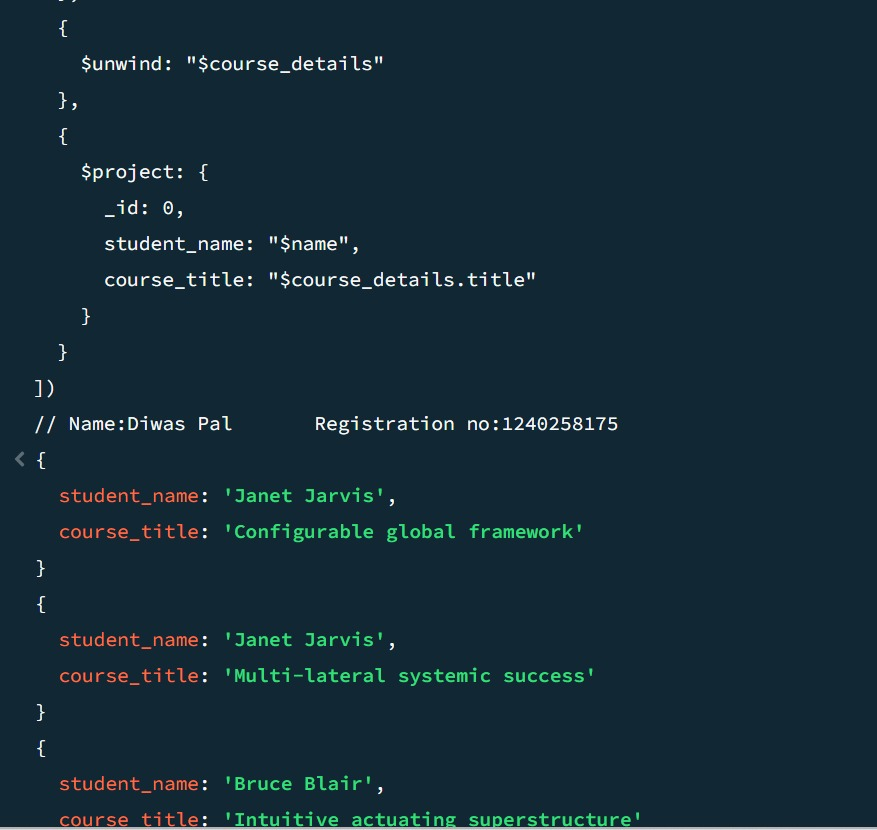 {
$unwind: "$course_details"
},
{
$project: {
_id: 0,
student_name: "$name",
course_title: "$course_details.title"
}
}
])
// Name:Diwas Pal       Registration no:1240258175
{
student_name: 'Janet Jarvis',
course_title: 'Configurable global framework'
}
{
student_name: 'Janet Jarvis',
course_title: 'Multi-lateral systemic success'
}
{
student_name: 'Bruce Blair',
course_title: 'Intuitive actuating superstructure'